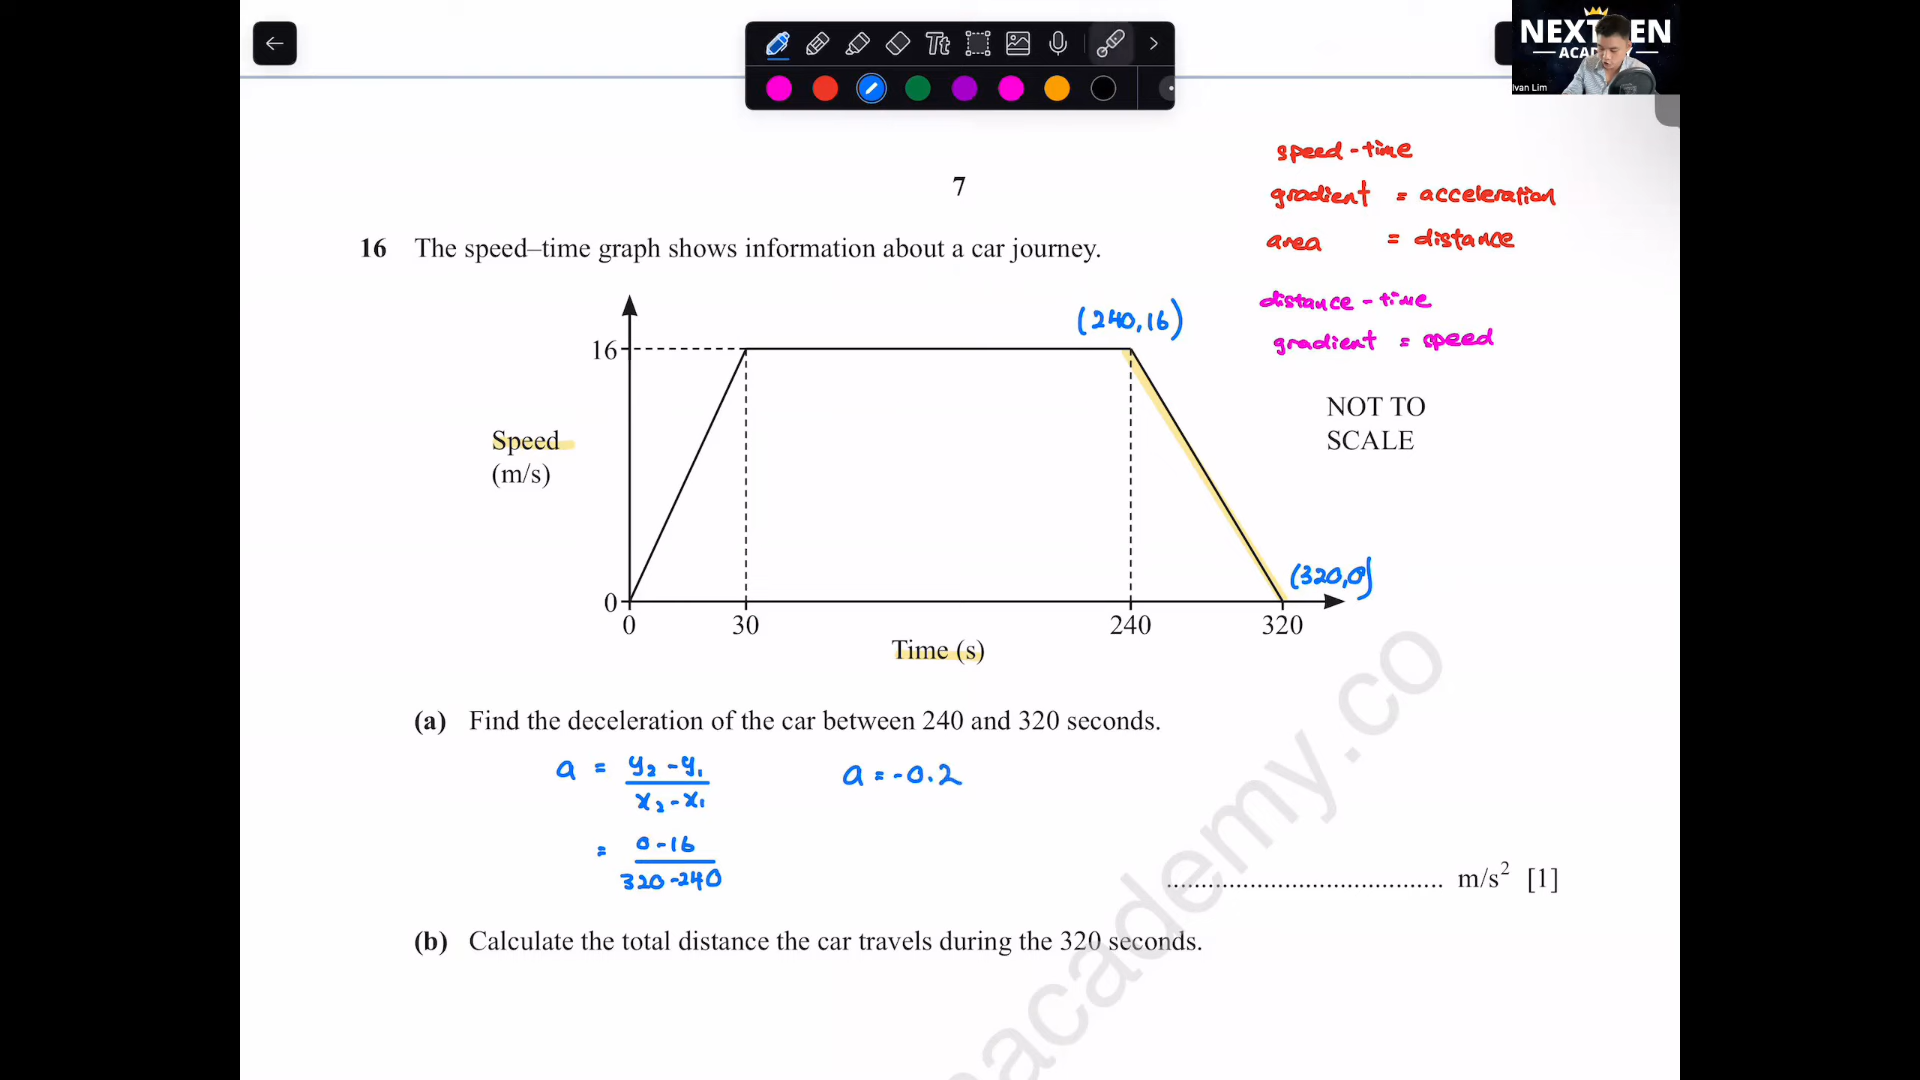 Tt
NEXT EN
ACA
Ivan Lim
speed-time
gradient = acceleration
area = distance
distance-time
gradient = speed
7
16 The speed–time graph shows information about a car journey.
(240,16)
16
NOT TO
SCALE
Speed
(m/s)
(320,0)
0
0 30 240 320
Time (s)
(a) Find the deceleration of the car between 240 and 320 seconds.
a = y₂-y₁ / x₂-x₁
a = -0.2
= 0-16 / 320-240
........................................ m/s² [1]
(b) Calculate the total distance the car travels during the 320 seconds.
nacademy.co